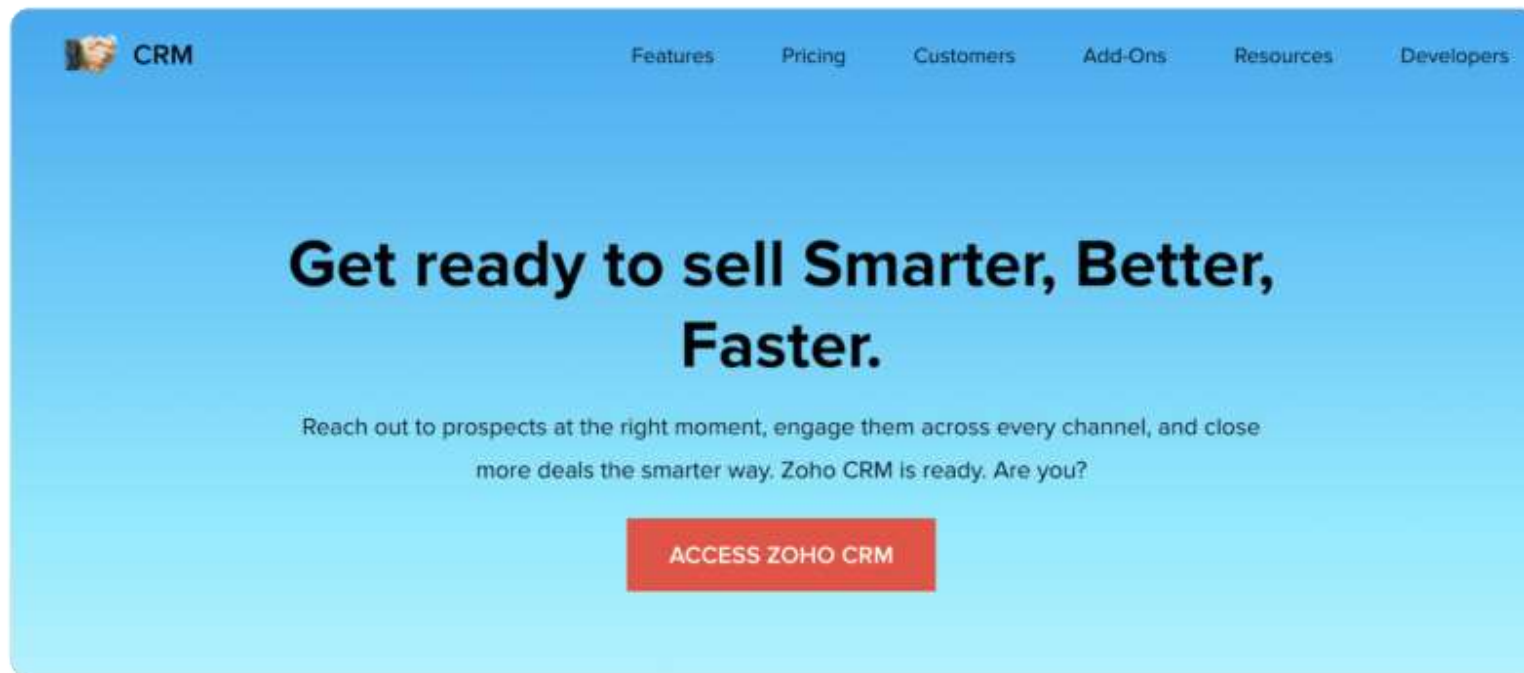 CRM
Features Pricing Customers Add-Ons Resources Developers
Get ready to sell Smarter, Better,
Faster.
Reach out to prospects at the right moment, engage them across every channel, and close
more deals the smarter way. Zoho CRM is ready. Are you?
ACCESS ZOHO CRM